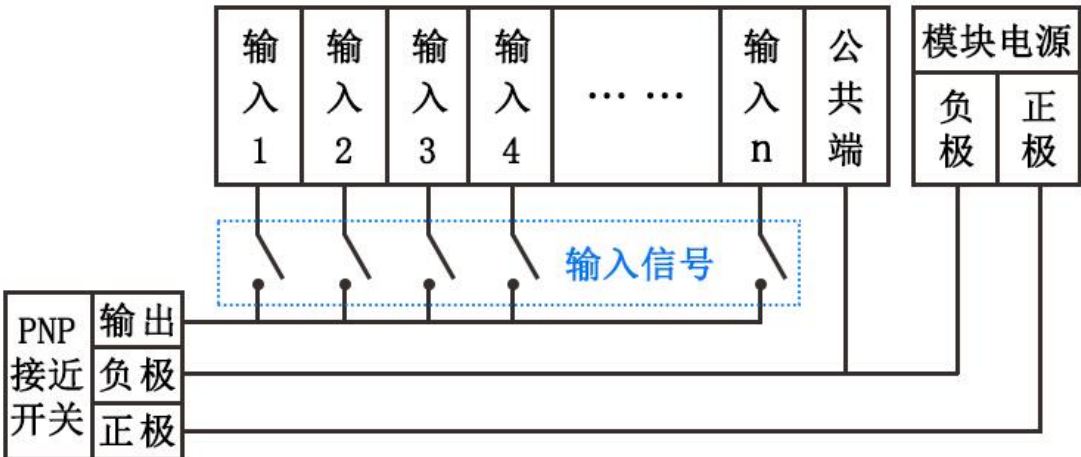 输入1
输入2
输入3
输入4
… …
输入n
公共端
模块电源
负极
正极
输入信号
PNP接近开关
输出
负极
正极